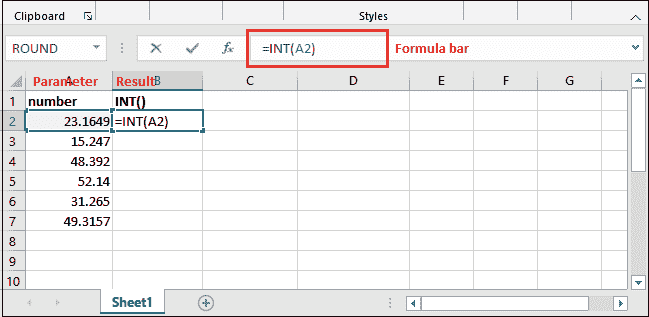 Clipboard Styles
ROUND fx =INT(A2) Formula bar
Parameter Result
A B C D E F G
1 number INT()
2 23.1649 =INT(A2)
3 15.247
4 48.392
5 52.14
6 31.265
7 49.3157
8
9
10
Sheet1